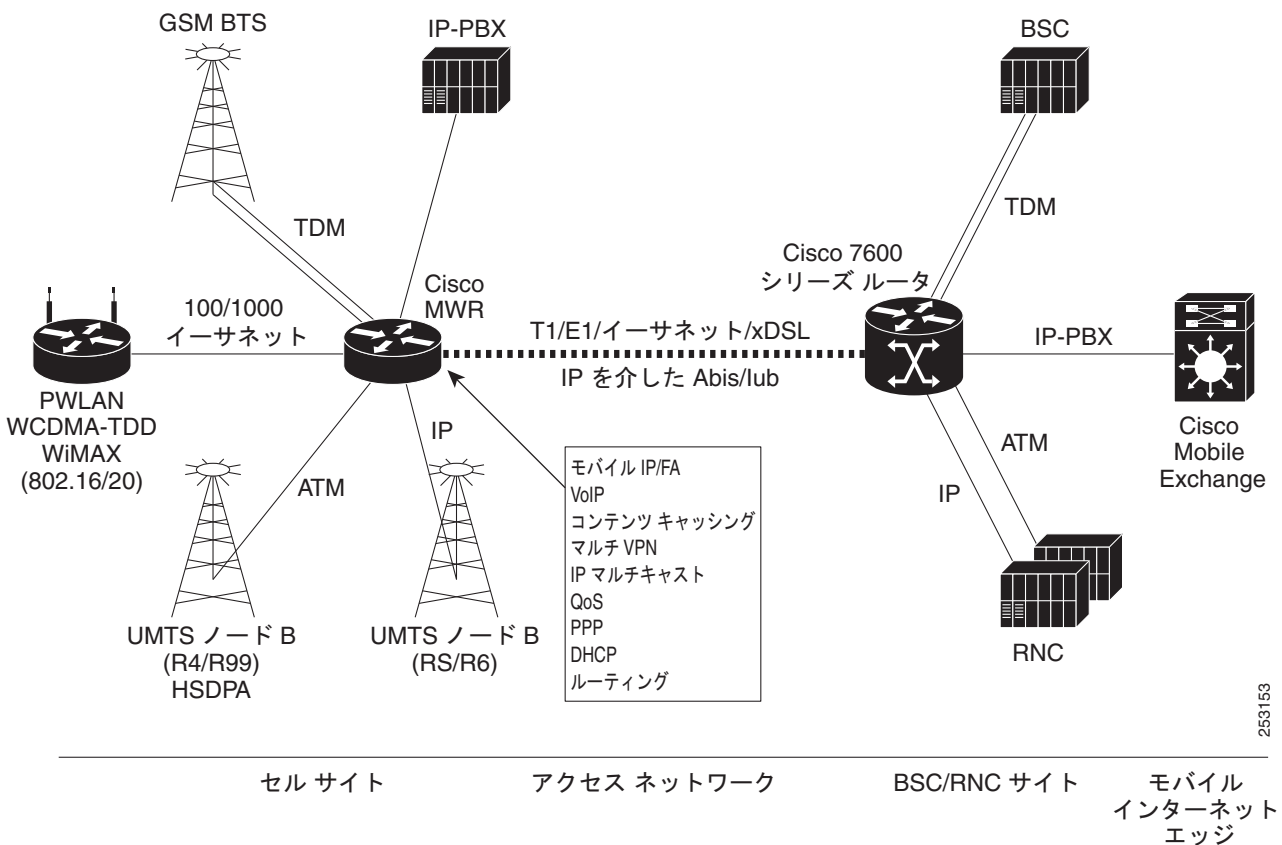 GSM BTS
IP-PBX
BSC
TDM
TDM
Cisco 7600
シリーズ ルータ
Cisco
MWR
100/1000
イーサネット
T1/E1/イーサネット/xDSL
IP を介した Abis/Iub
IP-PBX
PWLAN
WCDMA-TDD
WiMAX
(802.16/20)
Cisco
Mobile
Exchange
IP
ATM
ATM
IP
モバイル IP/FA
VoIP
コンテンツ キャッシング
マルチ VPN
IP マルチキャスト
QoS
PPP
DHCP
ルーティング
UMTS ノード B
(R4/R99)
HSDPA
UMTS ノード B
(RS/R6)
RNC
253153
セル サイト
アクセス ネットワーク
BSC/RNC サイト
モバイル
インターネット
エッジ